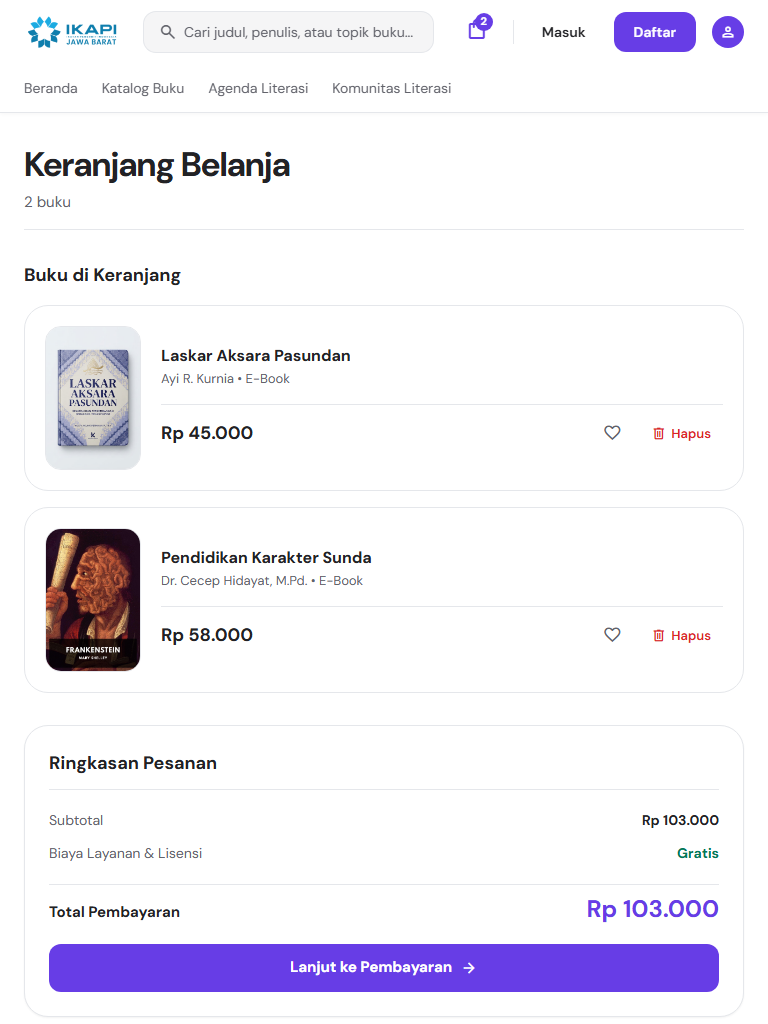 IKAPI
JAWA BARAT
Cari judul, penulis, atau topik buku...
2
Masuk
Daftar
Beranda
Katalog Buku
Agenda Literasi
Komunitas Literasi
Keranjang Belanja
2 buku
Buku di Keranjang
LASKAR
AKSARA
PASUNDAN
Laskar Aksara Pasundan
Ayi R. Kurnia • E-Book
Rp 45.000
Hapus
FRANKENSTEIN
MARY SHELLEY
Pendidikan Karakter Sunda
Dr. Cecep Hidayat, M.Pd. • E-Book
Rp 58.000
Hapus
Ringkasan Pesanan
Subtotal
Rp 103.000
Biaya Layanan & Lisensi
Gratis
Total Pembayaran
Rp 103.000
Lanjut ke Pembayaran →